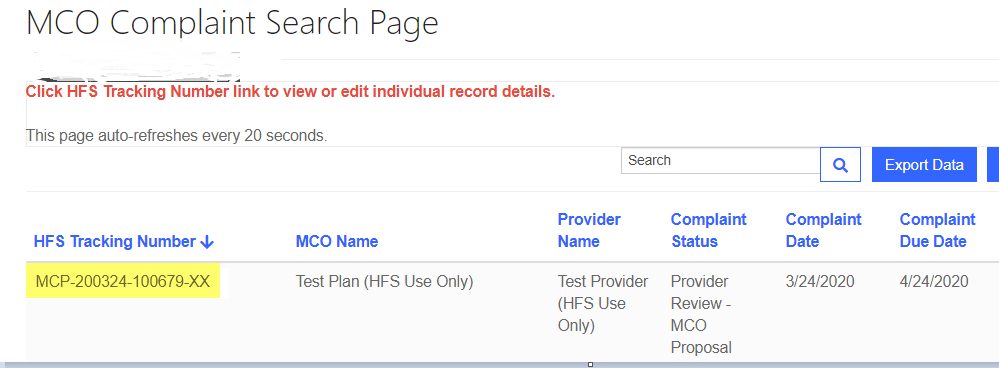 MCO Complaint Search Page
Click HFS Tracking Number link to view or edit individual record details.
This page auto-refreshes every 20 seconds.
Search
Export Data
HFS Tracking Number
MCO Name
Provider
Name
Complaint
Status
Complaint
Date
Complaint
Due Date
MCP-200324-100679-XX
Test Plan (HFS Use Only)
Test Provider
(HFS Use
Only)
Provider
Review -
MCO
Proposal
3/24/2020
4/24/2020